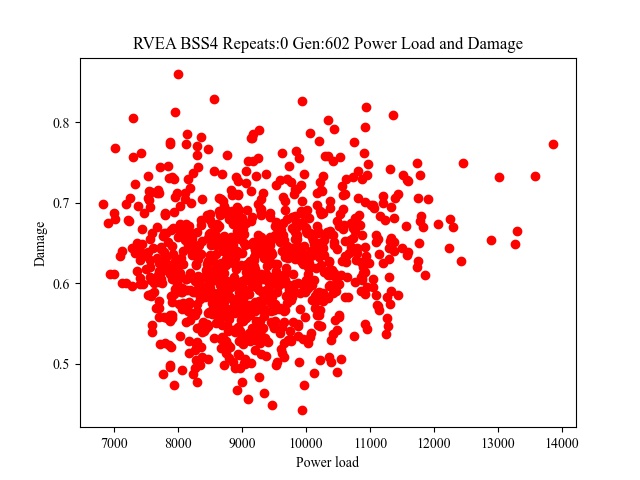 RVEA BSS4 Repeats:0 Gen:602 Power Load and Damage
0.8
0.7
0.6
0.5
Damage
7000 8000 9000 10000 11000 12000 13000 14000
Power load